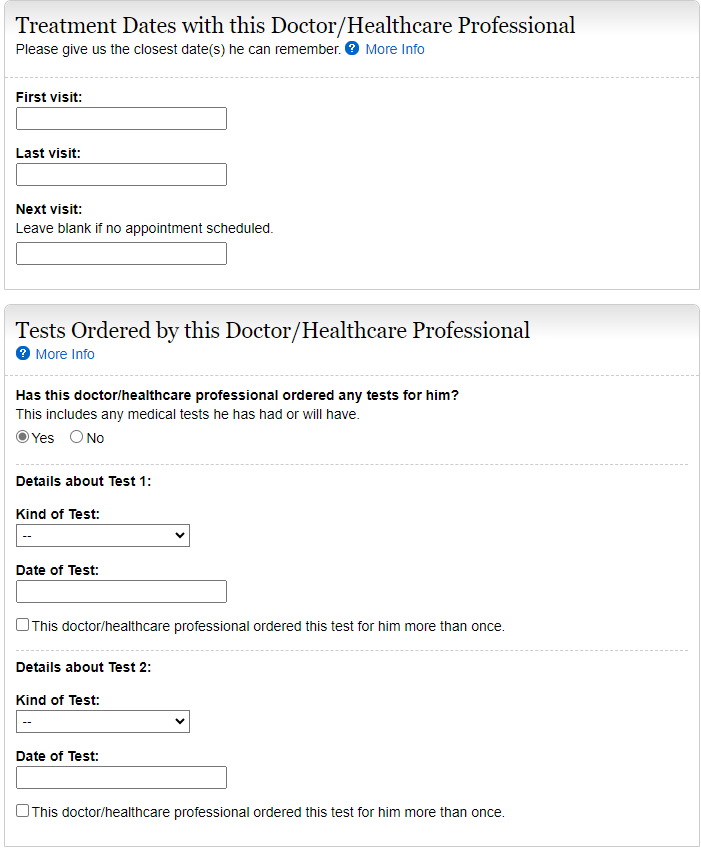 Treatment Dates with this Doctor/Healthcare Professional
Please give us the closest date(s) he can remember. ? More Info
First visit:
Last visit:
Next visit:
Leave blank if no appointment scheduled.
Tests Ordered by this Doctor/Healthcare Professional
? More Info
Has this doctor/healthcare professional ordered any tests for him?
This includes any medical tests he has had or will have.
Yes No
Details about Test 1:
Kind of Test:
--
Date of Test:
This doctor/healthcare professional ordered this test for him more than once.
Details about Test 2:
Kind of Test:
--
Date of Test:
This doctor/healthcare professional ordered this test for him more than once.